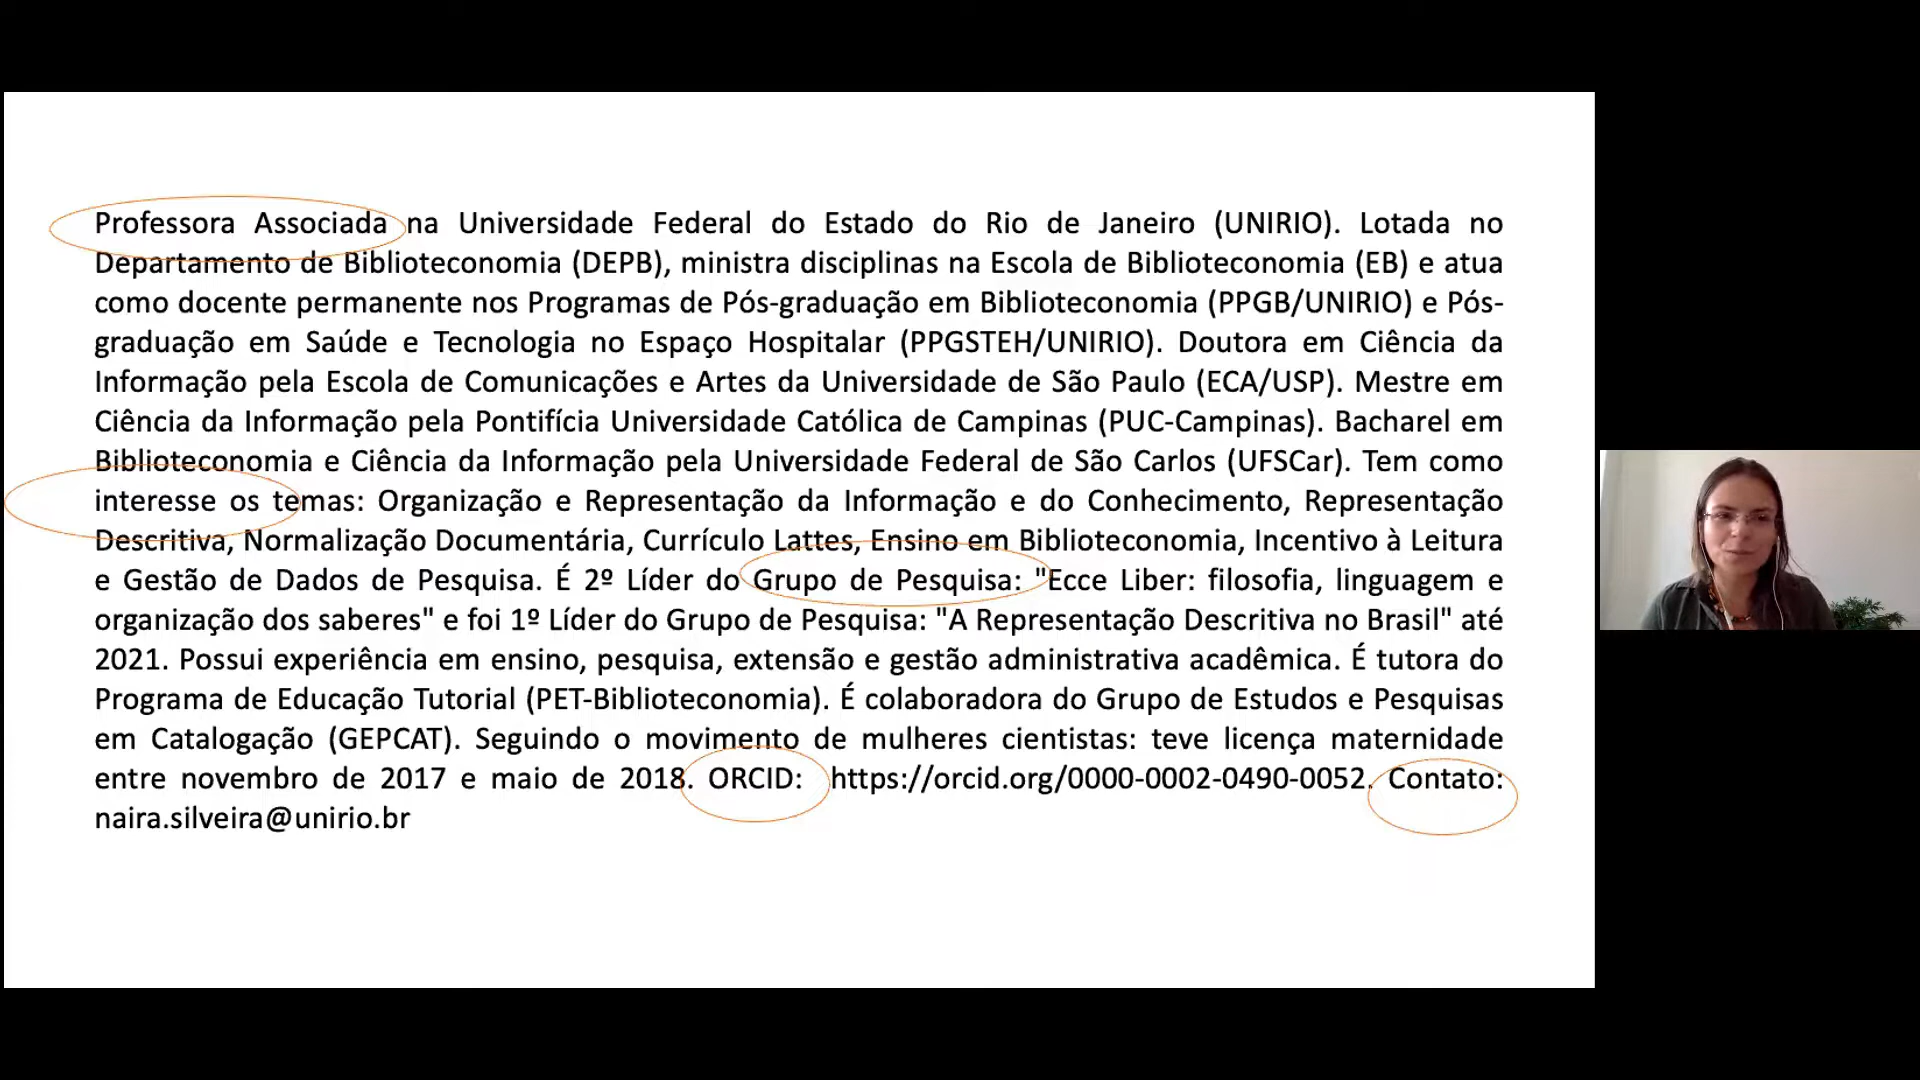 Professora Associada na Universidade Federal do Estado do Rio de Janeiro (UNIRIO). Lotada no
Departamento de Biblioteconomia (DEPB), ministra disciplinas na Escola de Biblioteconomia (EB) e atua
como docente permanente nos Programas de Pós-graduação em Biblioteconomia (PPGB/UNIRIO) e Pós-
graduação em Saúde e Tecnologia no Espaço Hospitalar (PPGSTEH/UNIRIO). Doutora em Ciência da
Informação pela Escola de Comunicações e Artes da Universidade de São Paulo (ECA/USP). Mestre em
Ciência da Informação pela Pontifícia Universidade Católica de Campinas (PUC-Campinas). Bacharel em
Biblioteconomia e Ciência da Informação pela Universidade Federal de São Carlos (UFSCar). Tem como
interesse os temas: Organização e Representação da Informação e do Conhecimento, Representação
Descritiva, Normalização Documentária, Currículo Lattes, Ensino em Biblioteconomia, Incentivo à Leitura
e Gestão de Dados de Pesquisa. É 2º Líder do Grupo de Pesquisa: "Ecce Liber: filosofia, linguagem e
organização dos saberes" e foi 1º Líder do Grupo de Pesquisa: "A Representação Descritiva no Brasil" até
2021. Possui experiência em ensino, pesquisa, extensão e gestão administrativa acadêmica. É tutora do
Programa de Educação Tutorial (PET-Biblioteconomia). É colaboradora do Grupo de Estudos e Pesquisas
em Catalogação (GEPCAT). Seguindo o movimento de mulheres cientistas: teve licença maternidade
entre novembro de 2017 e maio de 2018. ORCID: https://orcid.org/0000-0002-0490-0052. Contato:
naira.silveira@unirio.br